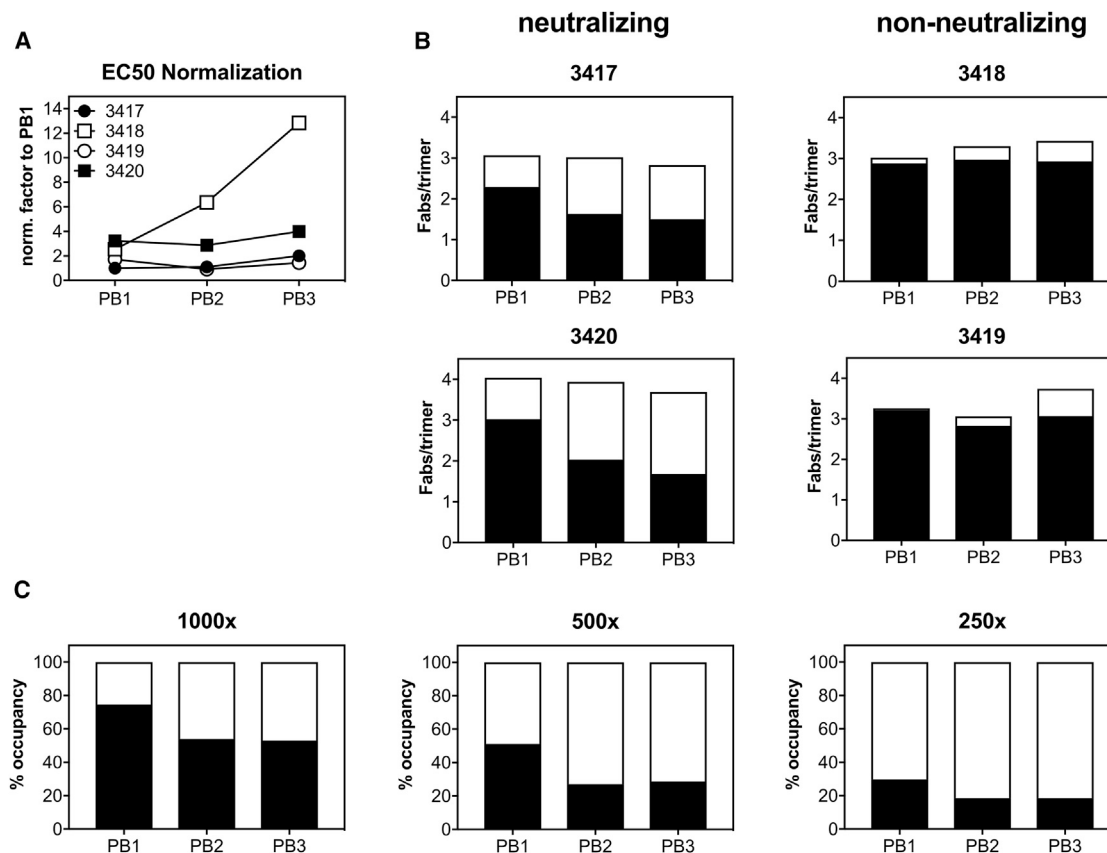 A
EC50 Normalization
norm. factor to PB1
14
12
10
8
6
4
2
0
3417
3418
3419
3420
PB1 PB2 PB3
B
neutralizing non-neutralizing
3417
Fabs/trimer
4
3
2
1
0
PB1 PB2 PB3
3418
Fabs/trimer
4
3
2
1
0
PB1 PB2 PB3
3420
Fabs/trimer
4
3
2
1
0
PB1 PB2 PB3
3419
Fabs/trimer
4
3
2
1
0
PB1 PB2 PB3
C
1000x
% occupancy
100
80
60
40
20
0
PB1 PB2 PB3
500x
% occupancy
100
80
60
40
20
0
PB1 PB2 PB3
250x
% occupancy
100
80
60
40
20
0
PB1 PB2 PB3